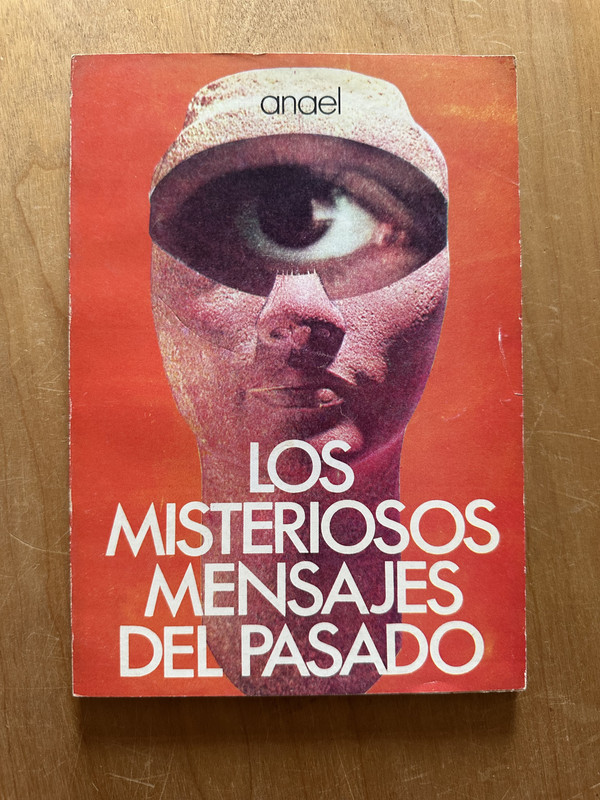 anael
LOS
MISTERIOSOS
MENSAJES
DEL PASADO